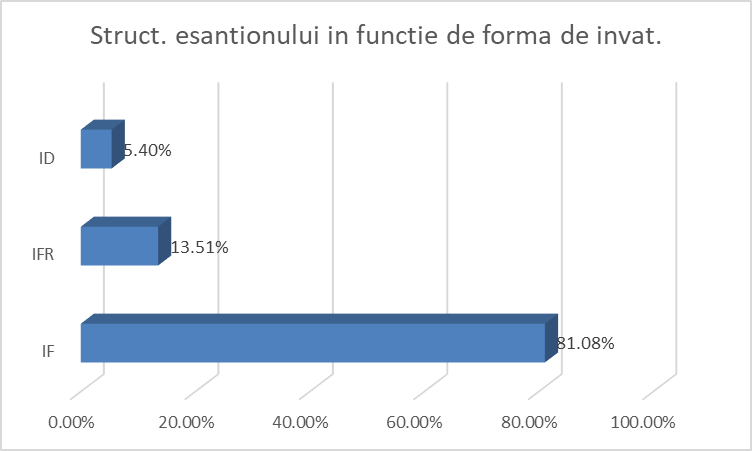 Struct. esantionului in functie de forma de invat.
ID
5.40%
IFR
13.51%
IF
81.08%
0.00% 20.00% 40.00% 60.00% 80.00% 100.00%